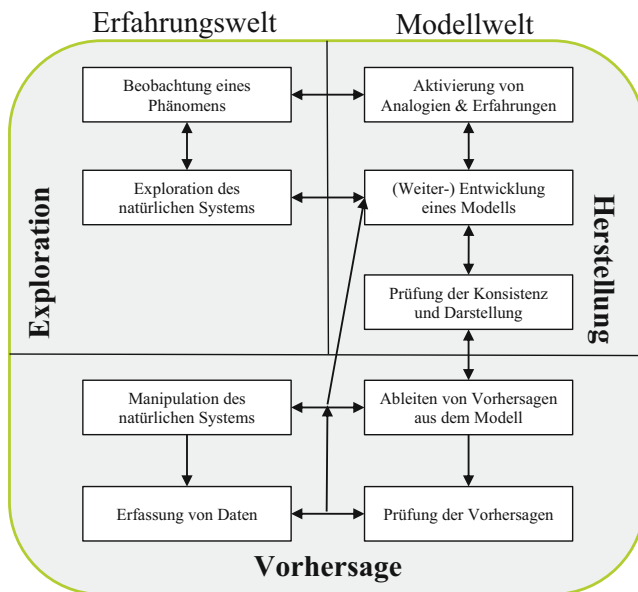 Erfahrungswelt
Modellwelt
Beobachtung eines
Phänomens
Aktivierung von
Analogien & Erfahrungen
Exploration des
natürlichen Systems
(Weiter-) Entwicklung
eines Modells
Exploration
Herstellung
Prüfung der Konsistenz
und Darstellung
Manipulation des
natürlichen Systems
Ableiten von Vorhersagen
aus dem Modell
Erfassung von Daten
Prüfung der Vorhersagen
Vorhersage